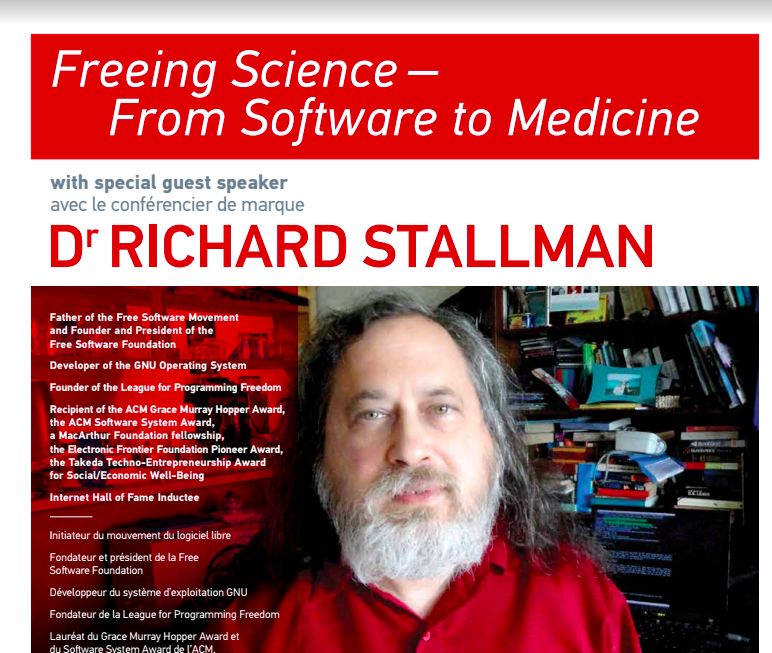 Freeing Science –
From Software to Medicine
with special guest speaker
avec le conférencier de marque
Dr RICHARD STALLMAN
Father of the Free Software Movement
and Founder and President of the
Free Software Foundation
Developer of the GNU Operating System
Founder of the League for Programming Freedom
Recipient of the ACM Grace Murray Hopper Award,
the ACM Software System Award,
a MacArthur Foundation fellowship,
the Electronic Frontier Foundation Pioneer Award,
the Takeda Techno-Entrepreneurship Award
for Social/Economic Well-Being
Internet Hall of Fame Inductee
Initiateur du mouvement du logiciel libre
Fondateur et président de la Free
Software Foundation
Développeur du système d'exploitation GNU
Fondateur de la League for Programming Freedom
Lauréat du Grace Murray Hopper Award et
du Software System Award de l'ACM,